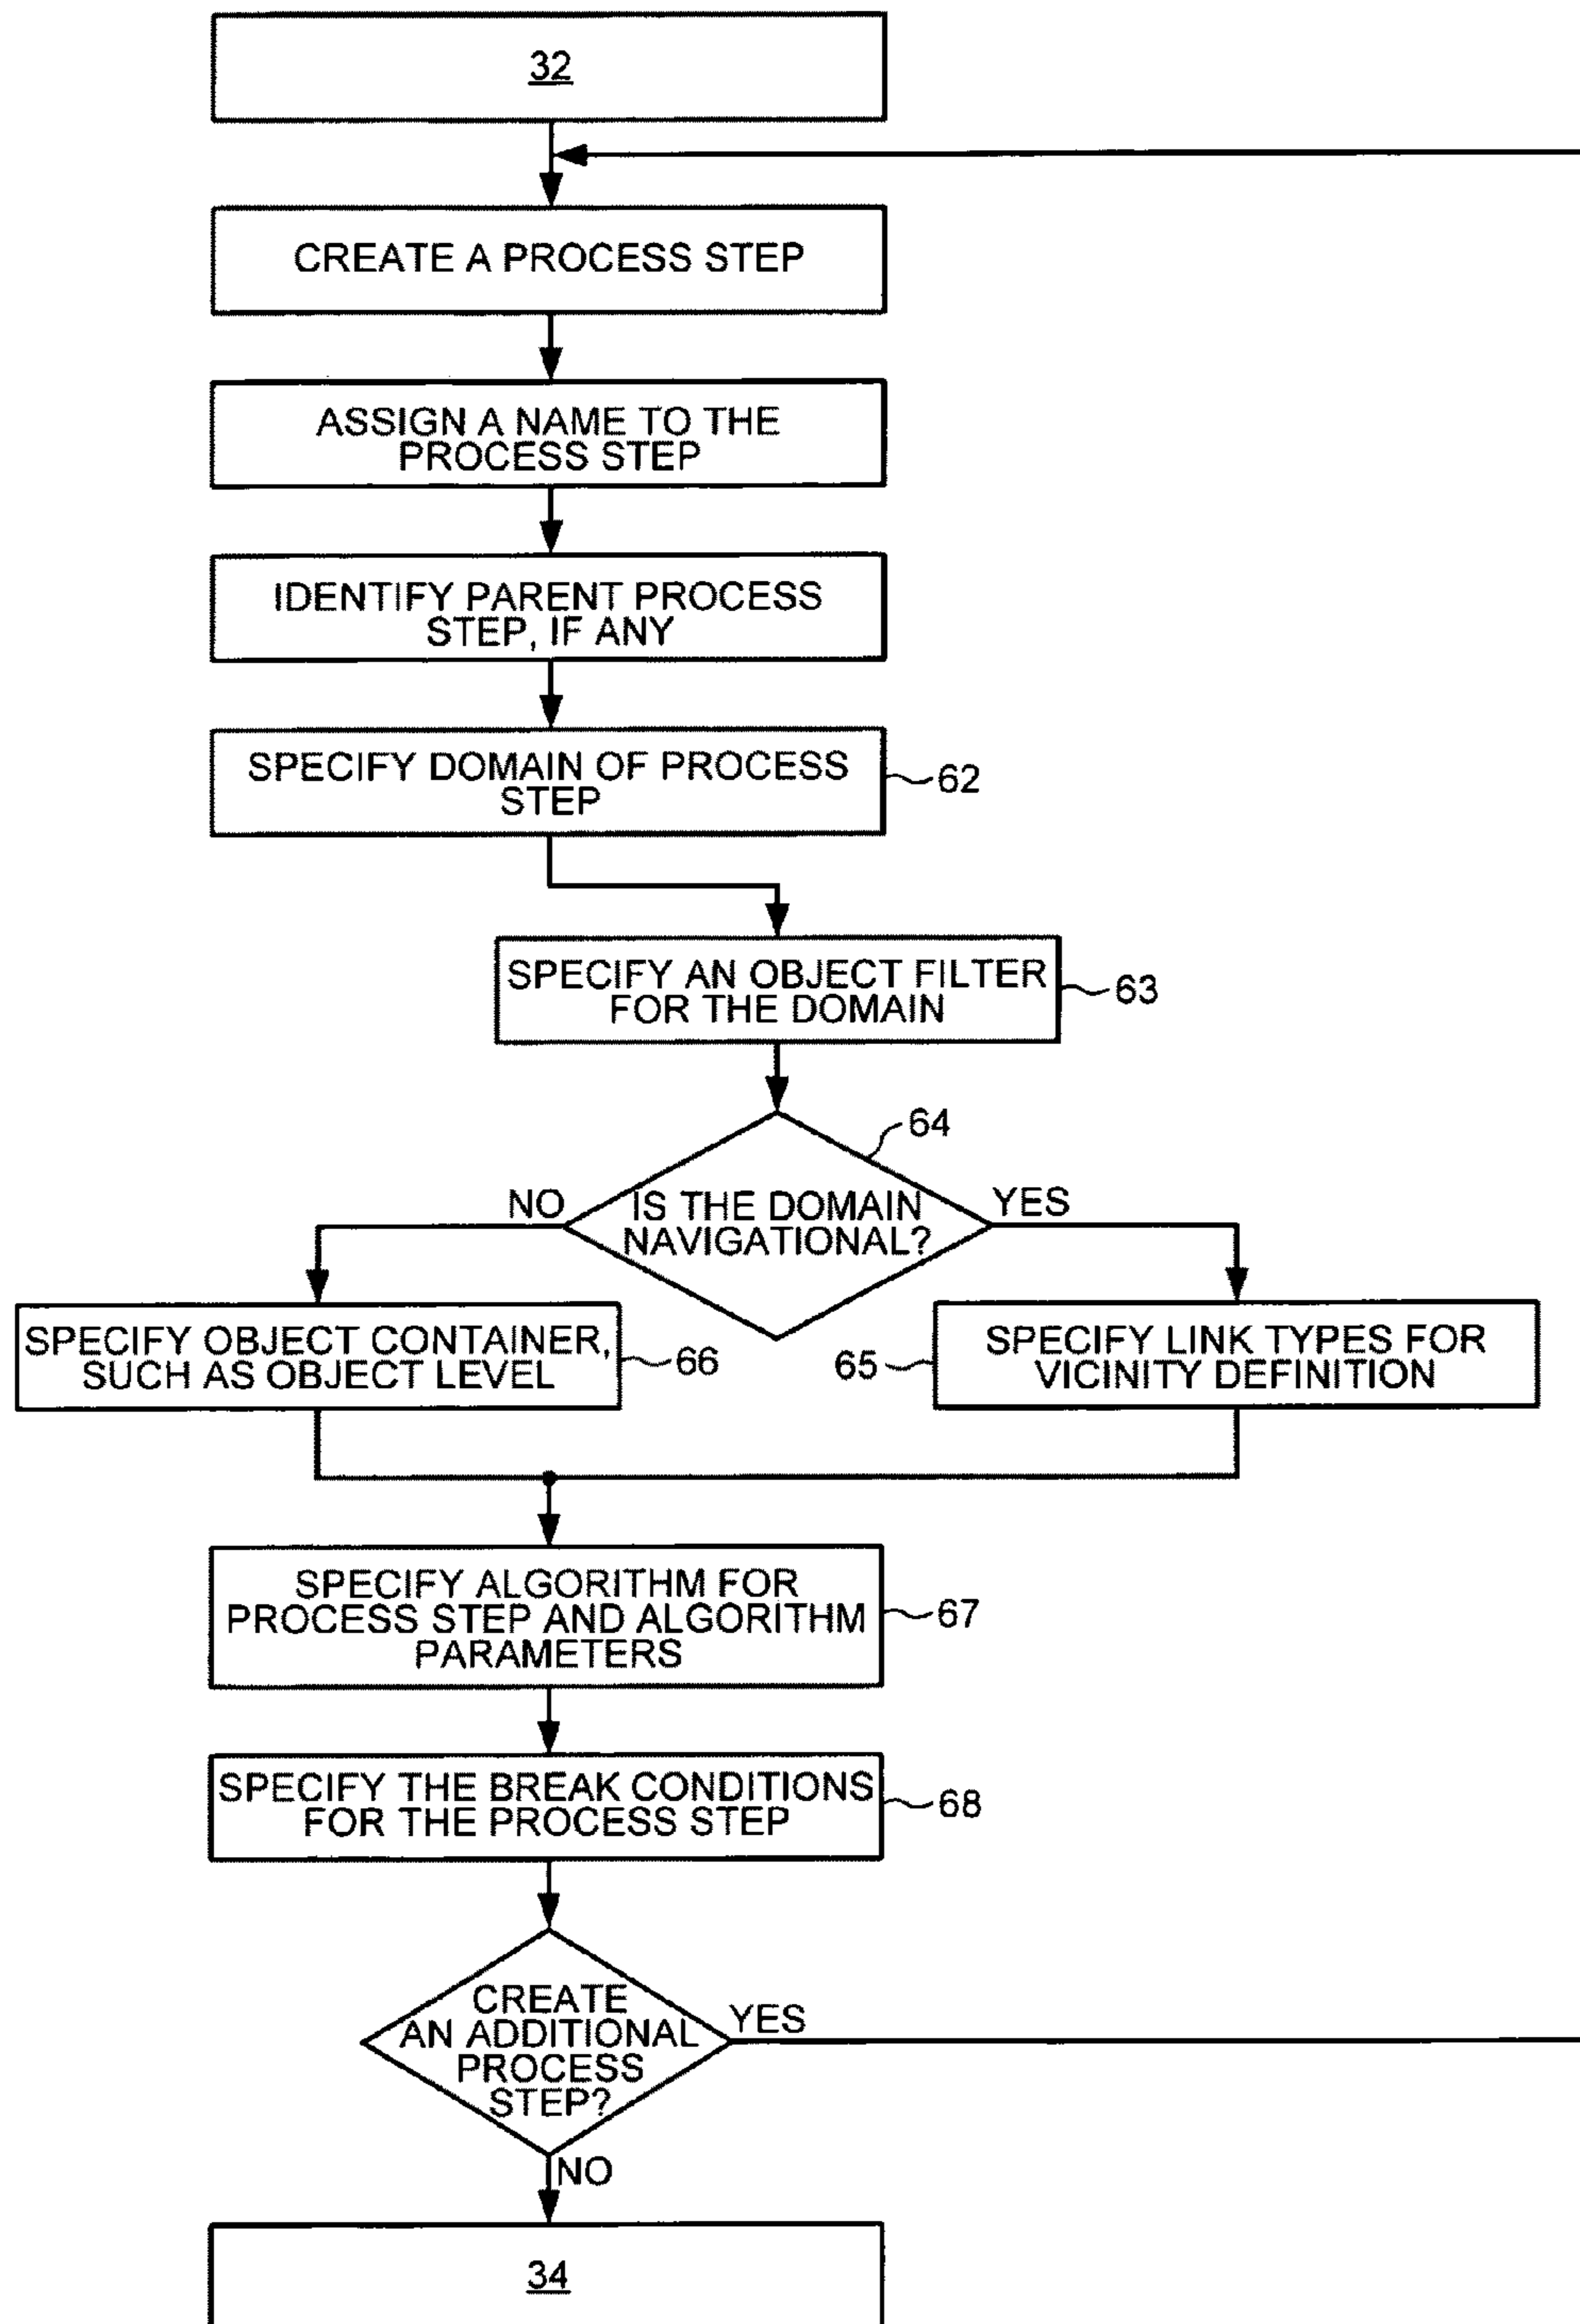 32
CREATE A PROCESS STEP
ASSIGN A NAME TO THE
PROCESS STEP
IDENTIFY PARENT PROCESS
STEP, IF ANY
SPECIFY DOMAIN OF PROCESS
STEP
62
SPECIFY AN OBJECT FILTER
FOR THE DOMAIN
63
64
NO
IS THE DOMAIN
NAVIGATIONAL?
YES
SPECIFY OBJECT CONTAINER,
SUCH AS OBJECT LEVEL
66
65
SPECIFY LINK TYPES FOR
VICINITY DEFINITION
SPECIFY ALGORITHM FOR
PROCESS STEP AND ALGORITHM
PARAMETERS
67
SPECIFY THE BREAK CONDITIONS
FOR THE PROCESS STEP
68
CREATE
AN ADDITIONAL
PROCESS
STEP?
YES
NO
34